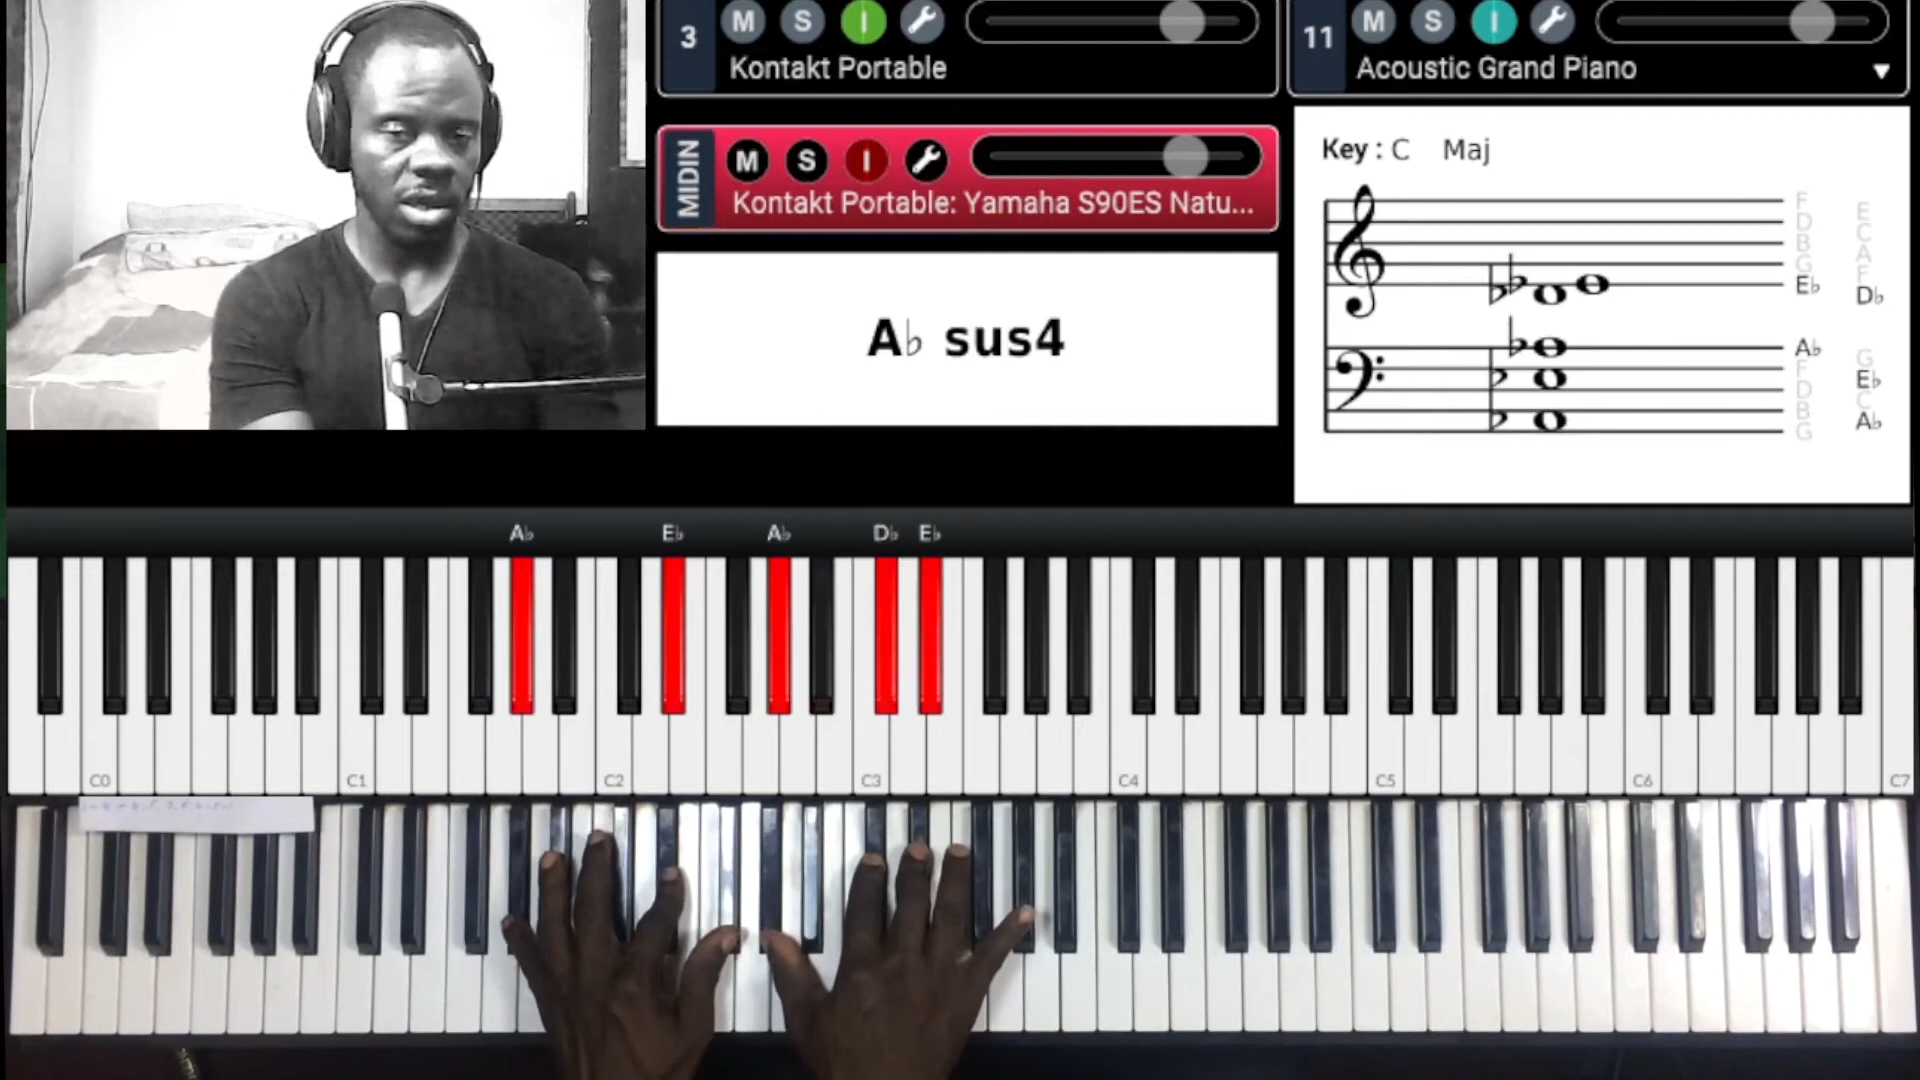 3
M S I
Kontakt Portable
11
M S I
Acoustic Grand Piano
MIDIN
M S I
Kontakt Portable: Yamaha S90ES Natu...
A♭ sus4
Key : C Maj
F
D
B
G
E♭
E
C
A
F
D♭
A♭
F
D
B
G
G
E♭
C
A♭
A♭ E♭ A♭ D♭ E♭
C0 C1 C2 C3 C4 C5 C6 C7